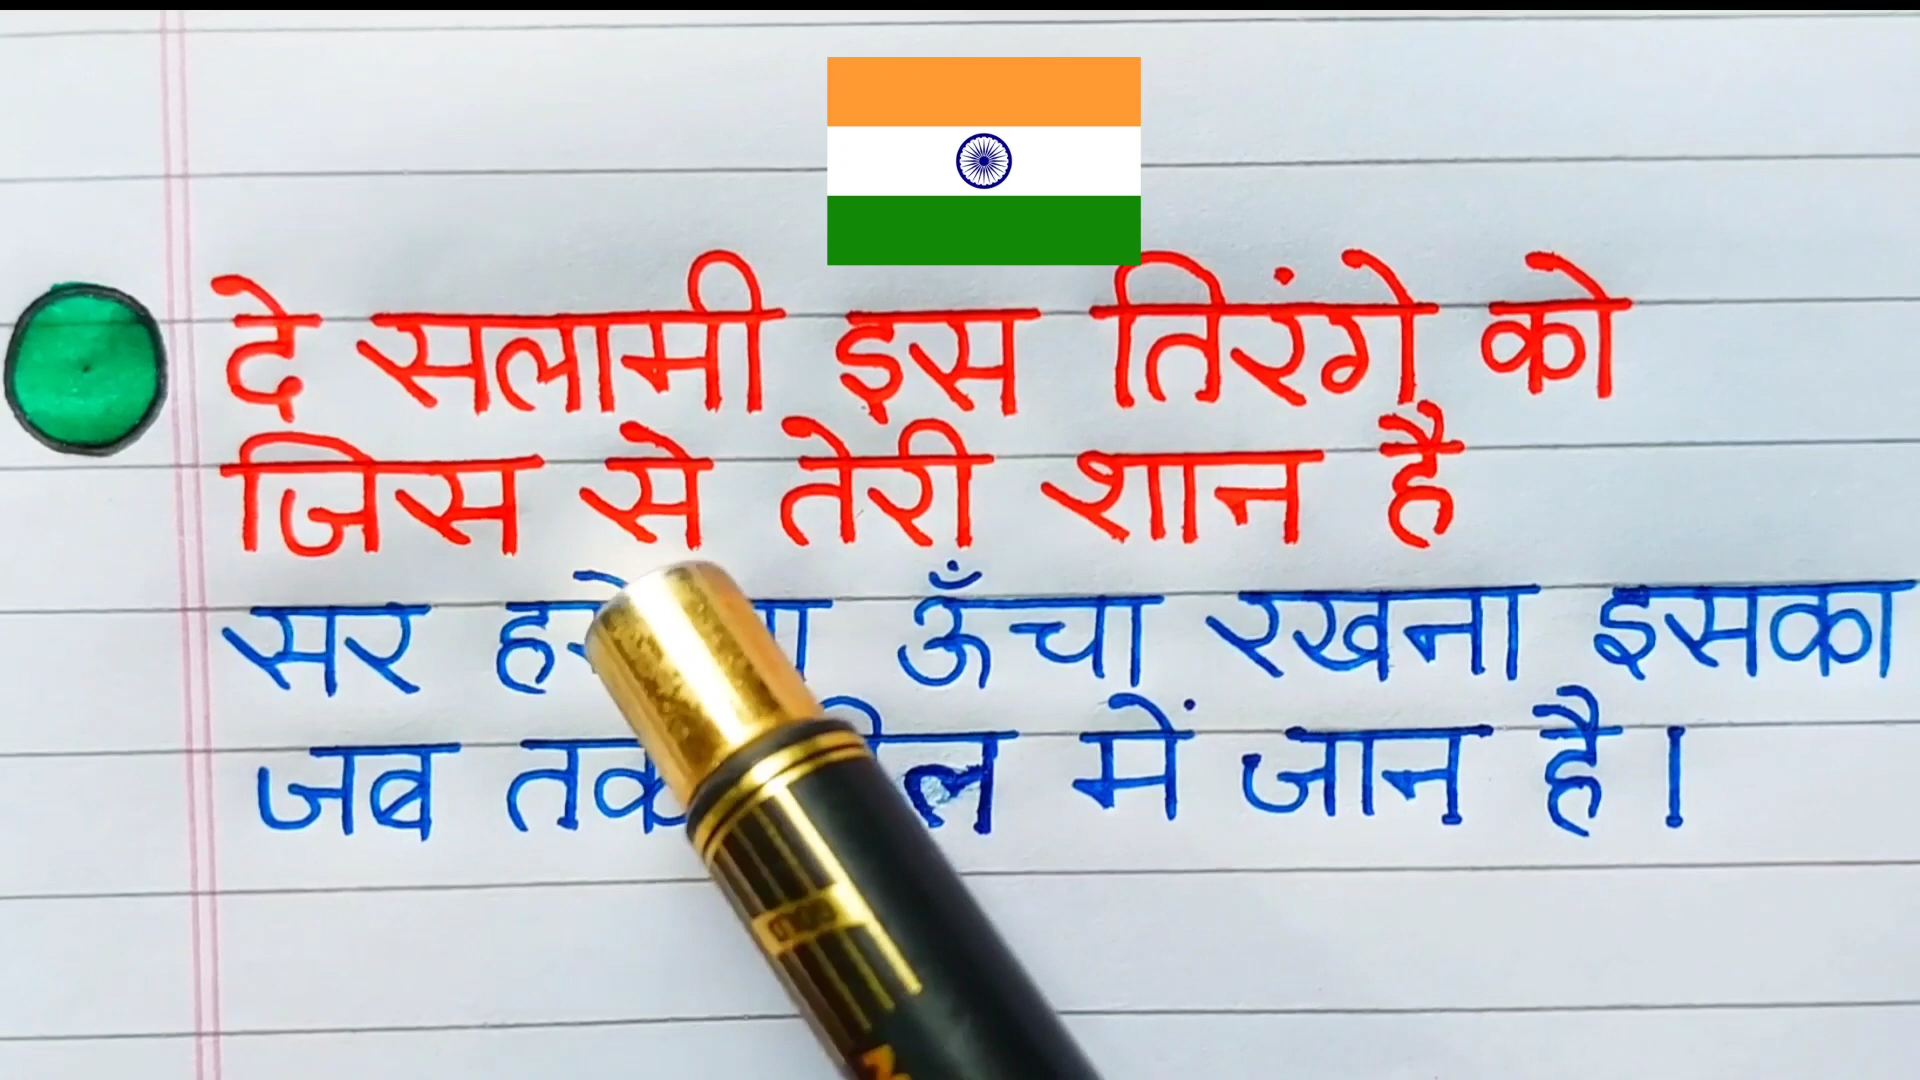 दे सलामी इस तिरंगे को
जिस से तेरी शान है
सर ऊँचा रखना इसका
जब तक में जान है।